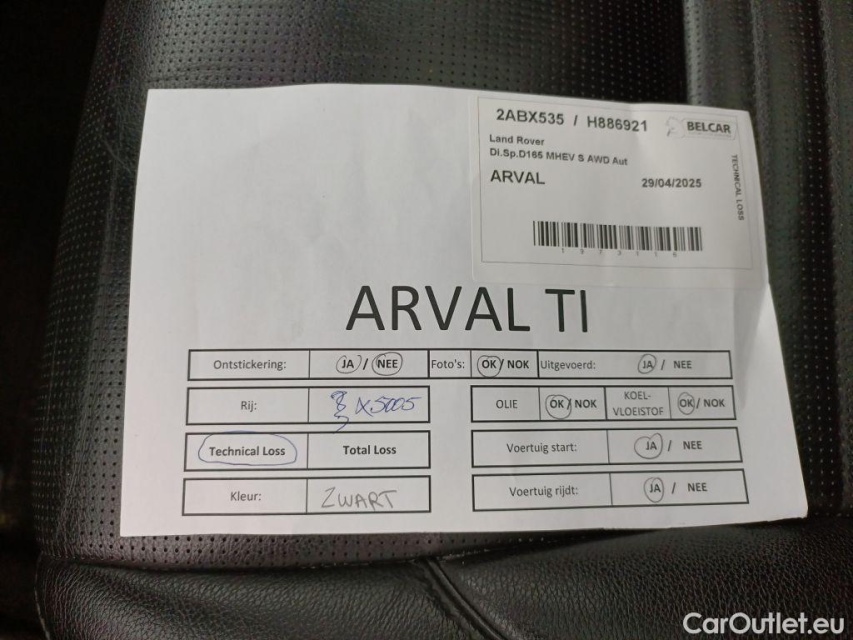 2ABX535 / H886921
BELCAR
Land Rover
Di.Sp.D165 MHEV S AWD Aut
ARVAL 29/04/2025
TECHNICAL LOSS
1973116
ARVAL TI
Ontstickering: JA / NEE Foto's: OK / NOK Uitgevoerd: JA / NEE
Rij: X5005 OLIE OK / NOK KOEL-VLOEISTOF OK / NOK
Technical Loss Total Loss Voertuig start: JA / NEE
Kleur: ZWART Voertuig rijdt: JA / NEE
CarOutlet.eu